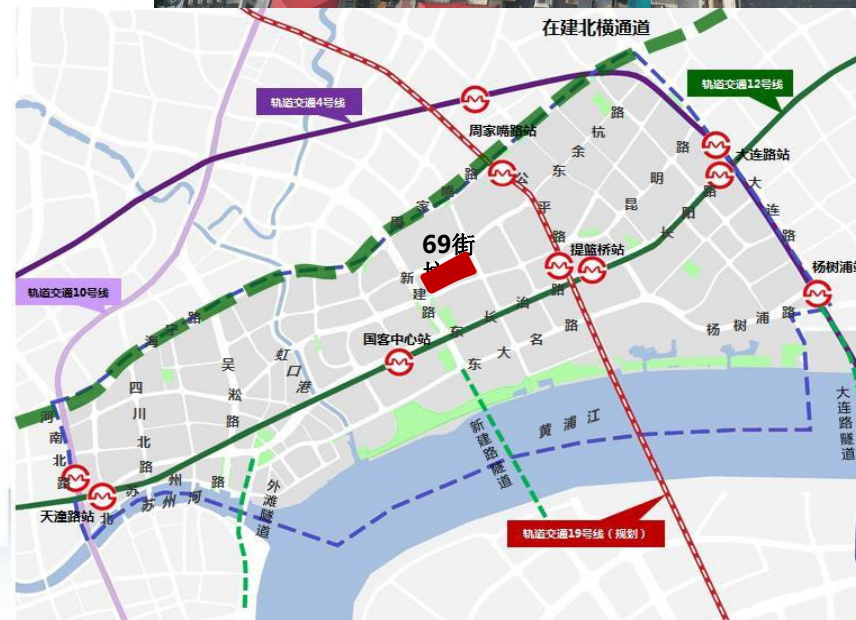 在建北横通道
轨道交通12号线
轨道交通4号线
周家嘴路站
大连路站
余杭路
东
昆明路
长阳路
大连路
公平路
周家嘴路
69街
提篮桥站
杨树浦站
轨道交通10号线
新建路
海宁路
国客中心站
东长治路
东大名路
杨树浦路
虹口港
吴淞路
四川北路
河南北路
黄浦江
新建路隧道
大连路隧道
外滩隧道
北苏州路
苏州河
天潼路站
轨道交通19号线（规划）